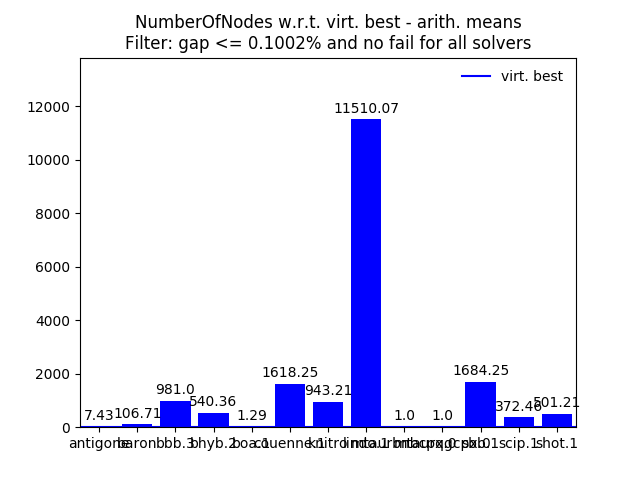 NumberOfNodes w.r.t. virt. best - arith. means
Filter: gap <= 0.1002% and no fail for all solvers
virt. best
12000
10000
8000
6000
4000
2000
0
7.43 106.71 981.0 540.36 1.29 1618.25 943.21 11510.07 1.0 1.0 1684.25 372.46 501.21
antigone baron bbb.3 bhyb.2 boa.1 couenne.1 scip.1 shot.1